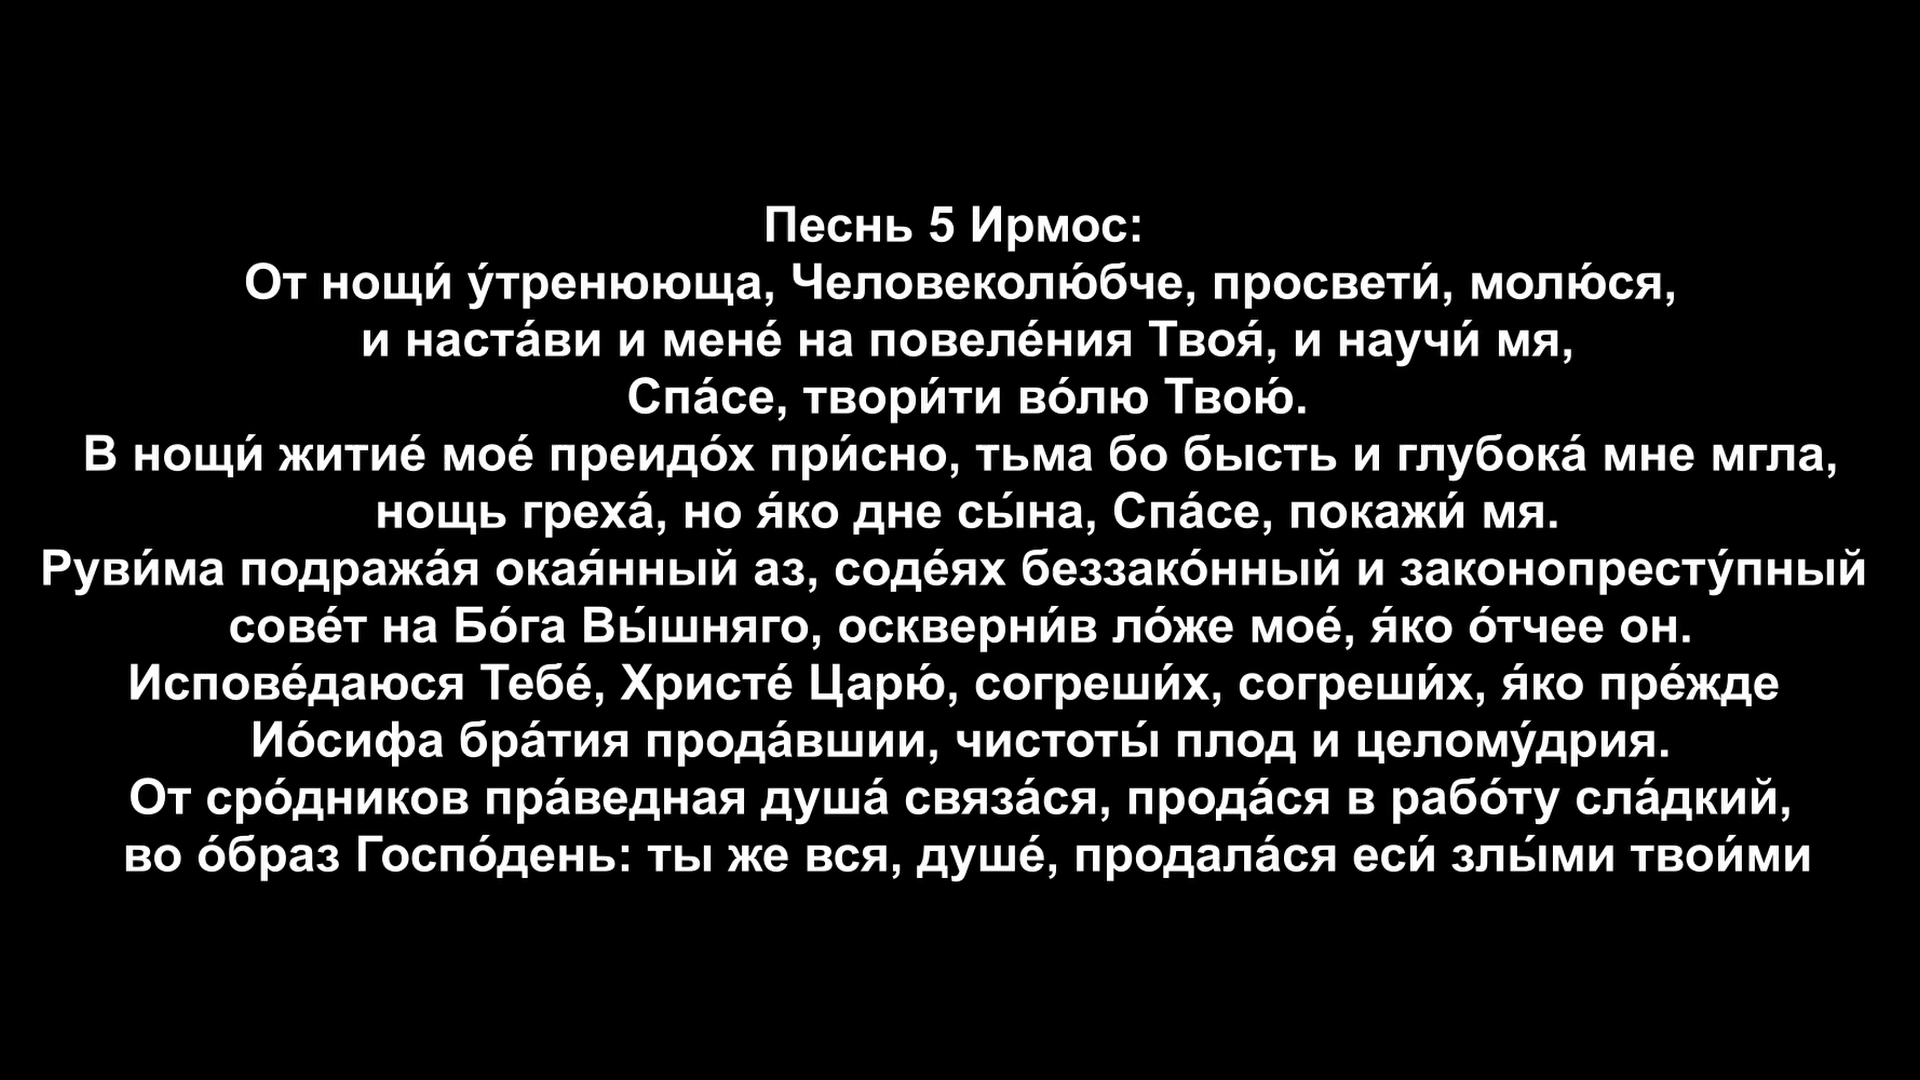 Песнь 5 Ирмос:
От нощи́ у́тренююща, Человеколю́бче, просвети́, молю́ся,
и наста́ви и мене́ на повеле́ния Твоя́, и научи́ мя,
Спа́се, твори́ти во́лю Твою́.
В нощи́ житие́ мое́ преидо́х при́сно, тьма бо бысть и глубока́ мне мгла,
нощь греха́, но я́ко дне сы́на, Спа́се, покажи́ мя.
Руви́ма подража́я окая́нный аз, соде́ях беззако́нный и законопресту́пный
сове́т на Бо́га Вы́шняго, оскверни́в ло́же мое́, я́ко о́тчее он.
Испове́даюся Тебе́, Христе́ Царю́, согреши́х, согреши́х, я́ко пре́жде
Ио́сифа бра́тия прода́вшии, чистоты́ плод и целому́дрия.
От сро́дников пра́ведная душа́ связа́ся, прода́ся в рабо́ту сла́дкий,
во о́браз Госпо́день: ты же вся, душе́, продала́ся еси́ злы́ми твои́ми